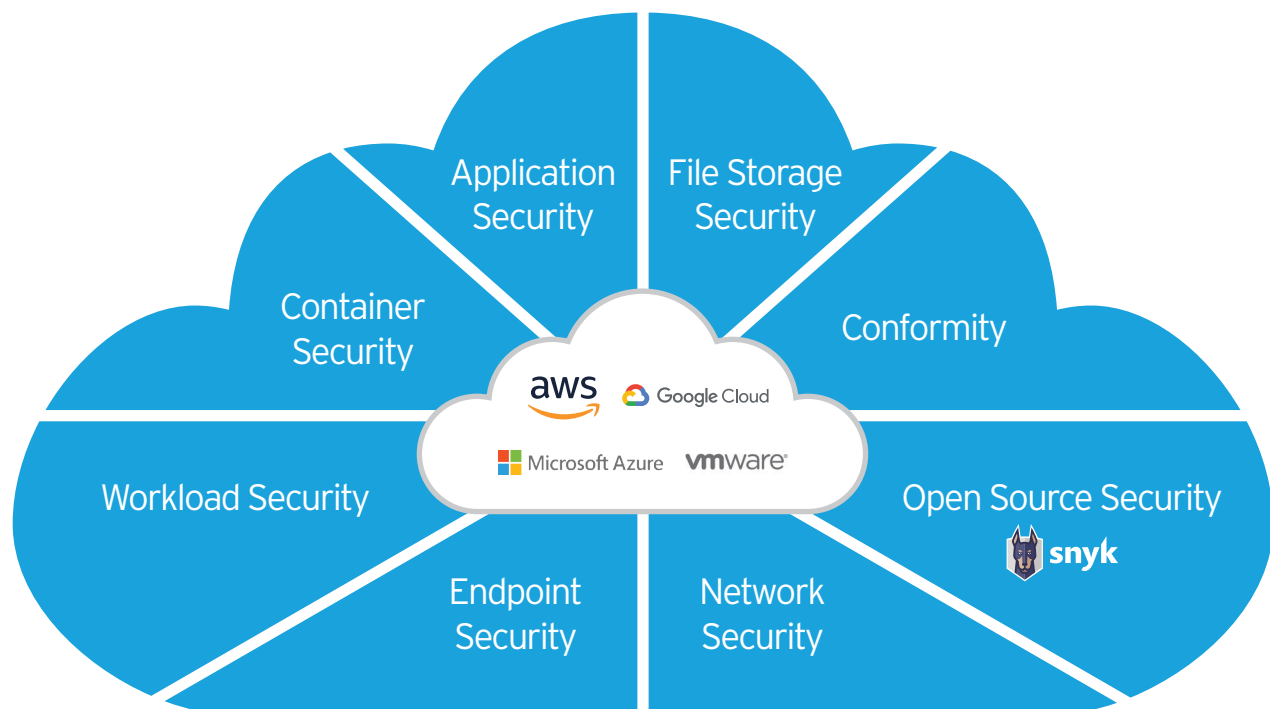 Application
Security
File Storage
Security
Container
Security
Conformity
aws
Google Cloud
Microsoft Azure
vmware®
Workload Security
Open Source Security
snyk
Endpoint
Security
Network
Security